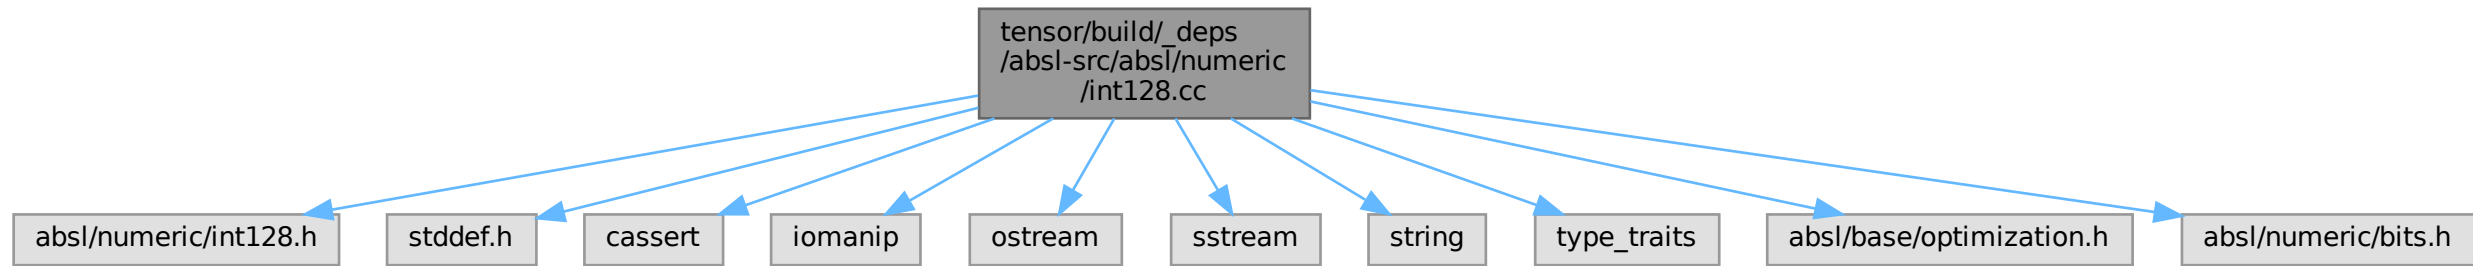 tensor/build/_deps
/absl-src/absl/numeric
/int128.cc
absl/numeric/int128.h
stddef.h
cassert
iomanip
ostream
sstream
string
type_traits
absl/base/optimization.h
absl/numeric/bits.h